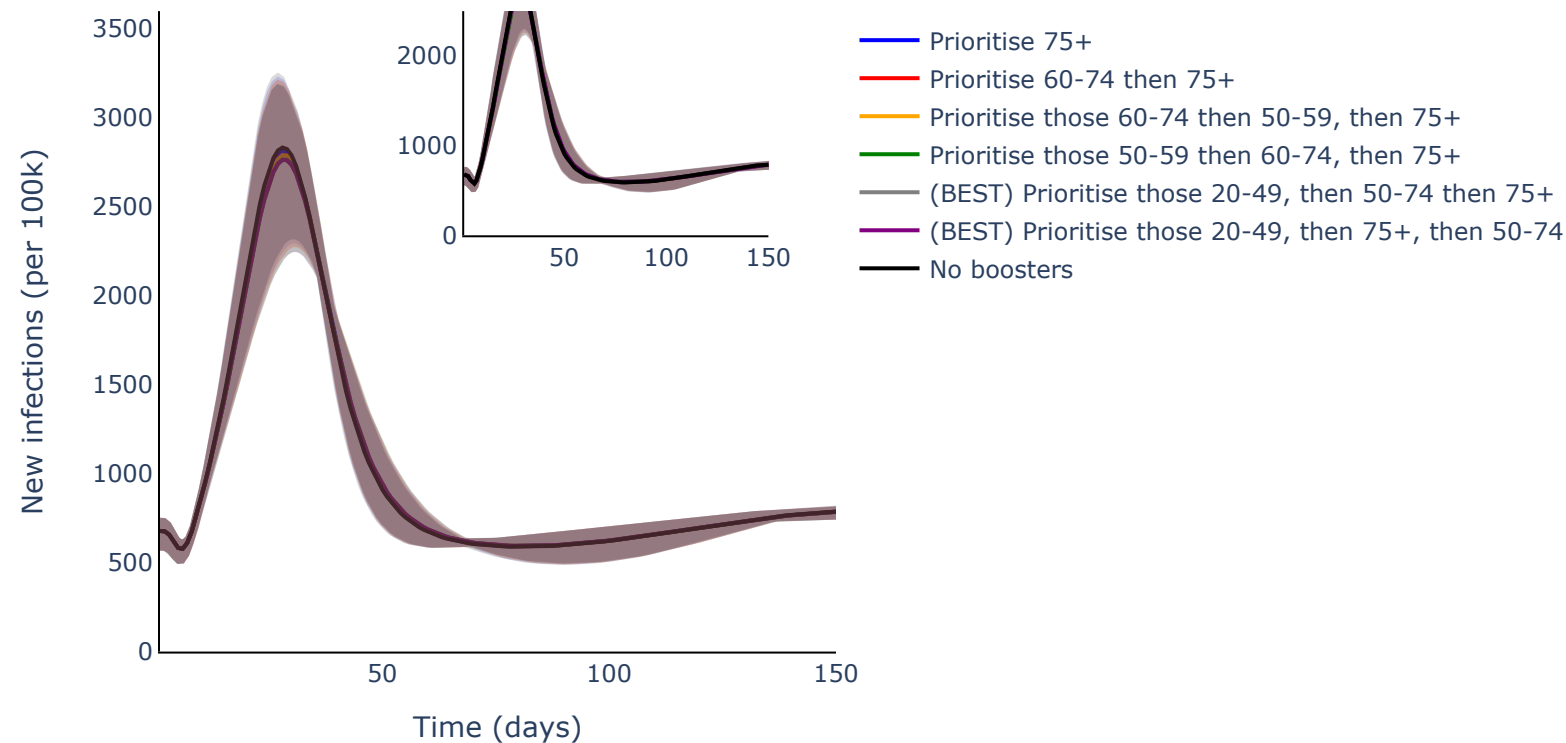 New infections (per 100k)
3500
3000
2500
2000
1500
1000
500
0
50
100
150
Time (days)
2000
1000
0
50
100
150
Prioritise 75+
Prioritise 60-74 then 75+
Prioritise those 60-74 then 50-59, then 75+
Prioritise those 50-59 then 60-74, then 75+
(BEST) Prioritise those 20-49, then 50-74 then 75+
(BEST) Prioritise those 20-49, then 75+, then 50-74
No boosters